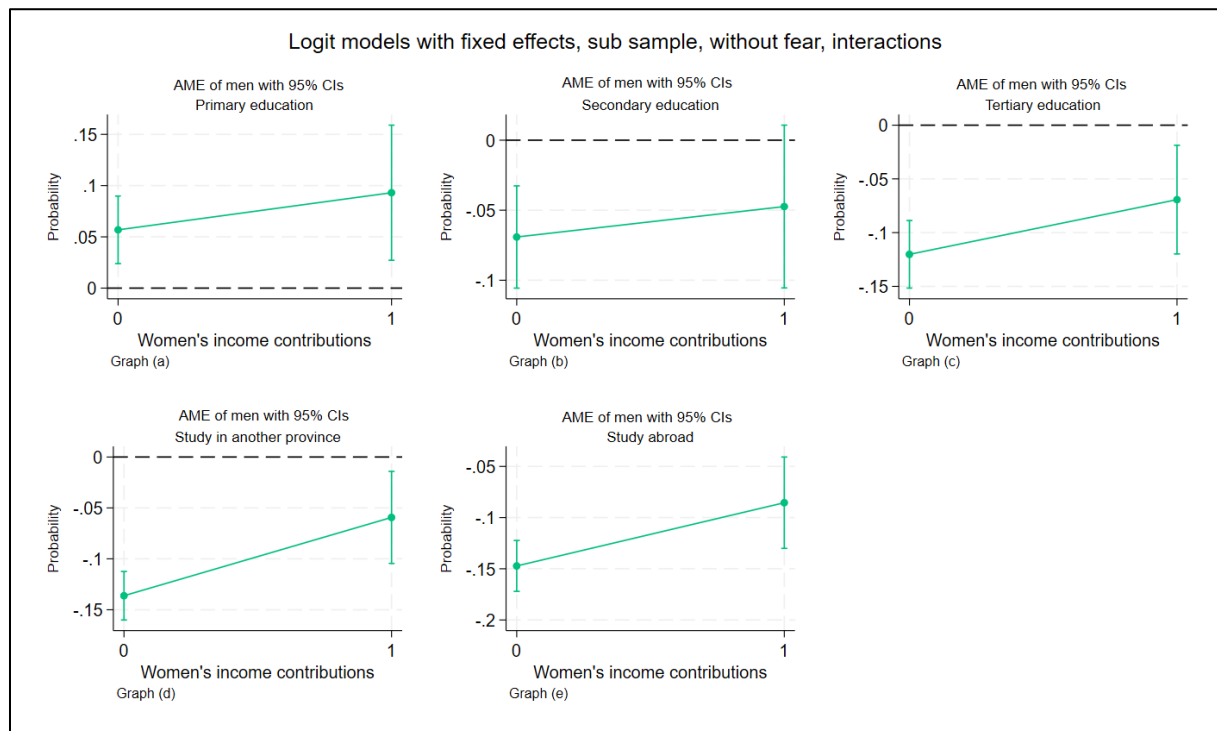 Logit models with fixed effects, sub sample, without fear, interactions
AME of men with 95% CIs
Primary education
.15
.1
.05
0
Probability
0 1
Women's income contributions
Graph (a)
AME of men with 95% CIs
Secondary education
0
-.05
-.1
Probability
0 1
Women's income contributions
Graph (b)
AME of men with 95% CIs
Tertiary education
0
-.05
-.1
-.15
Probability
0 1
Women's income contributions
Graph (c)
AME of men with 95% CIs
Study in another province
0
-.05
-.1
-.15
Probability
0 1
Women's income contributions
Graph (d)
AME of men with 95% CIs
Study abroad
-.05
-.1
-.15
-.2
Probability
0 1
Women's income contributions
Graph (e)